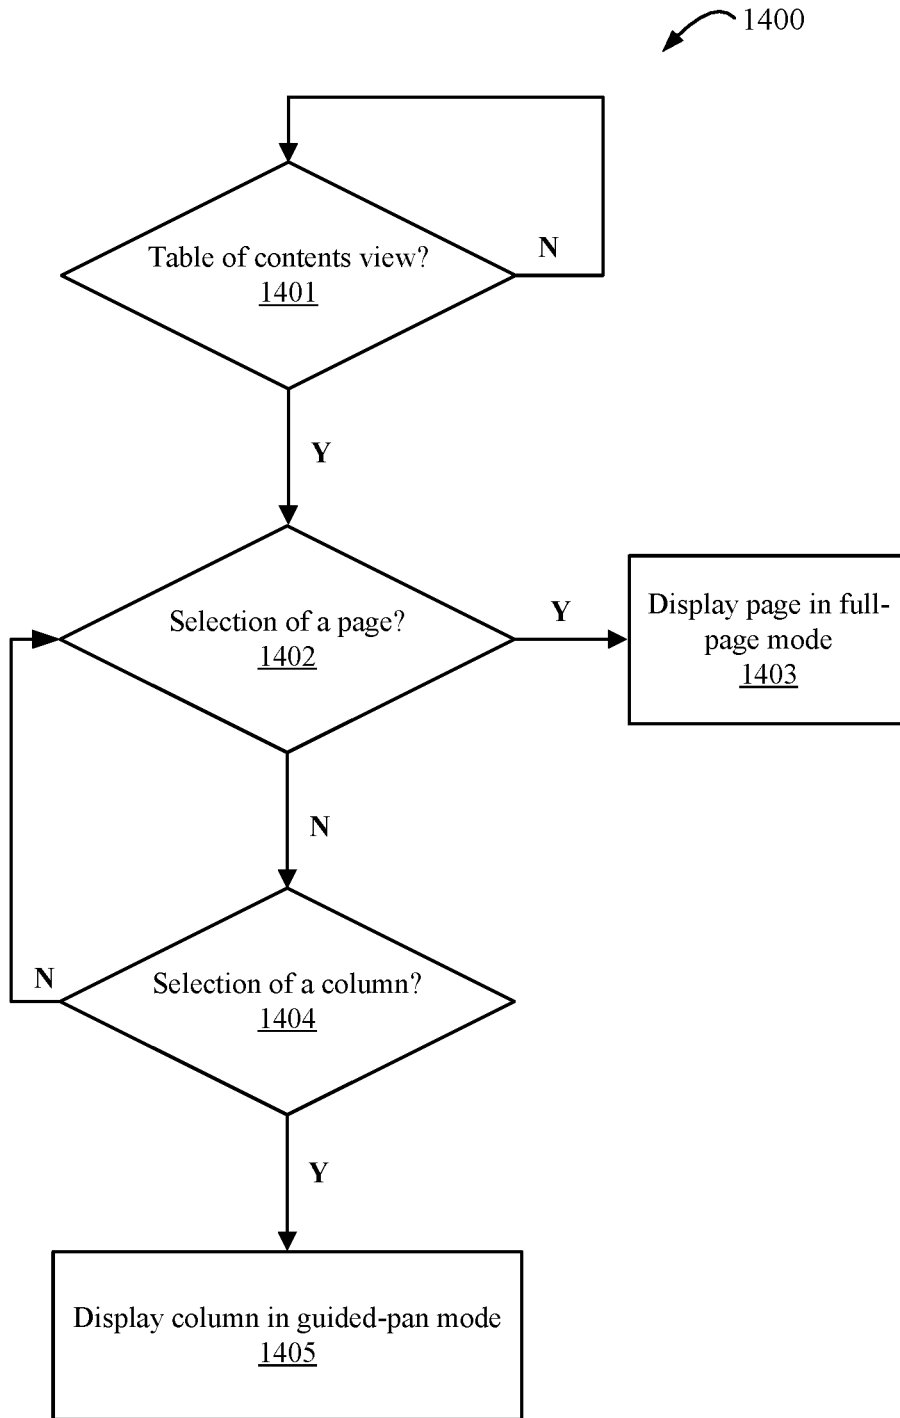 1400
N
Table of contents view?
1401
Y
Selection of a page?
1402
Y
Display page in full-
page mode
1403
N
N
Selection of a column?
1404
Y
Display column in guided-pan mode
1405